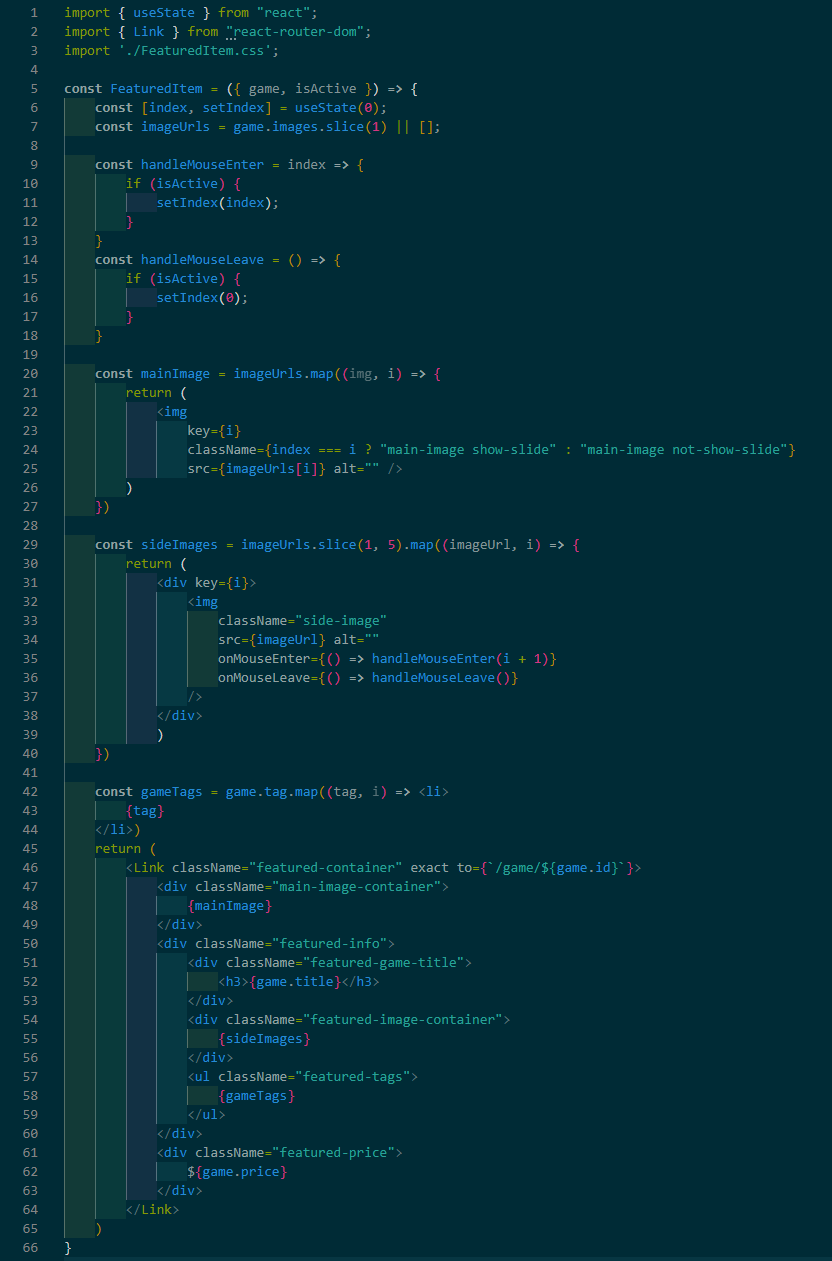 1 import { useState } from "react";
2 import { Link } from "react-router-dom";
3 import './FeaturedItem.css';
4
5 const FeaturedItem = ({ game, isActive }) => {
6     const [index, setIndex] = useState(0);
7     const imageUrls = game.images.slice(1) || [];
8
9     const handleMouseEnter = index => {
10         if (isActive) {
11             setIndex(index);
12         }
13     }
14     const handleMouseLeave = () => {
15         if (isActive) {
16             setIndex(0);
17         }
18     }
19
20     const mainImage = imageUrls.map((img, i) => {
21         return (
22             <img
23                 key={i}
24                 className={index === i ? "main-image show-slide" : "main-image not-show-slide"}
25                 src={imageUrls[i]} alt="" />
26         )
27     })
28
29     const sideImages = imageUrls.slice(1, 5).map((imageUrl, i) => {
30         return (
31             <div key={i}>
32                 <img
33                     className="side-image"
34                     src={imageUrl} alt=""
35                     onMouseEnter={() => handleMouseEnter(i + 1)}
36                     onMouseLeave={() => handleMouseLeave()}
37                 />
38             </div>
39             )
40     })
41
42     const gameTags = game.tag.map((tag, i) => <li>
43         {tag}
44     </li>)
45     return (
46         <Link className="featured-container" exact to={`/game/${game.id}`}>
47             <div className="main-image-container">
48                 {mainImage}
49             </div>
50             <div className="featured-info">
51                 <div className="featured-game-title">
52                     <h3>{game.title}</h3>
53                 </div>
54                 <div className="featured-image-container">
55                     {sideImages}
56                 </div>
57                 <ul className="featured-tags">
58                     {gameTags}
59                 </ul>
60             </div>
61             <div className="featured-price">
62                 ${game.price}
63             </div>
64         </Link>
65     )
66 }